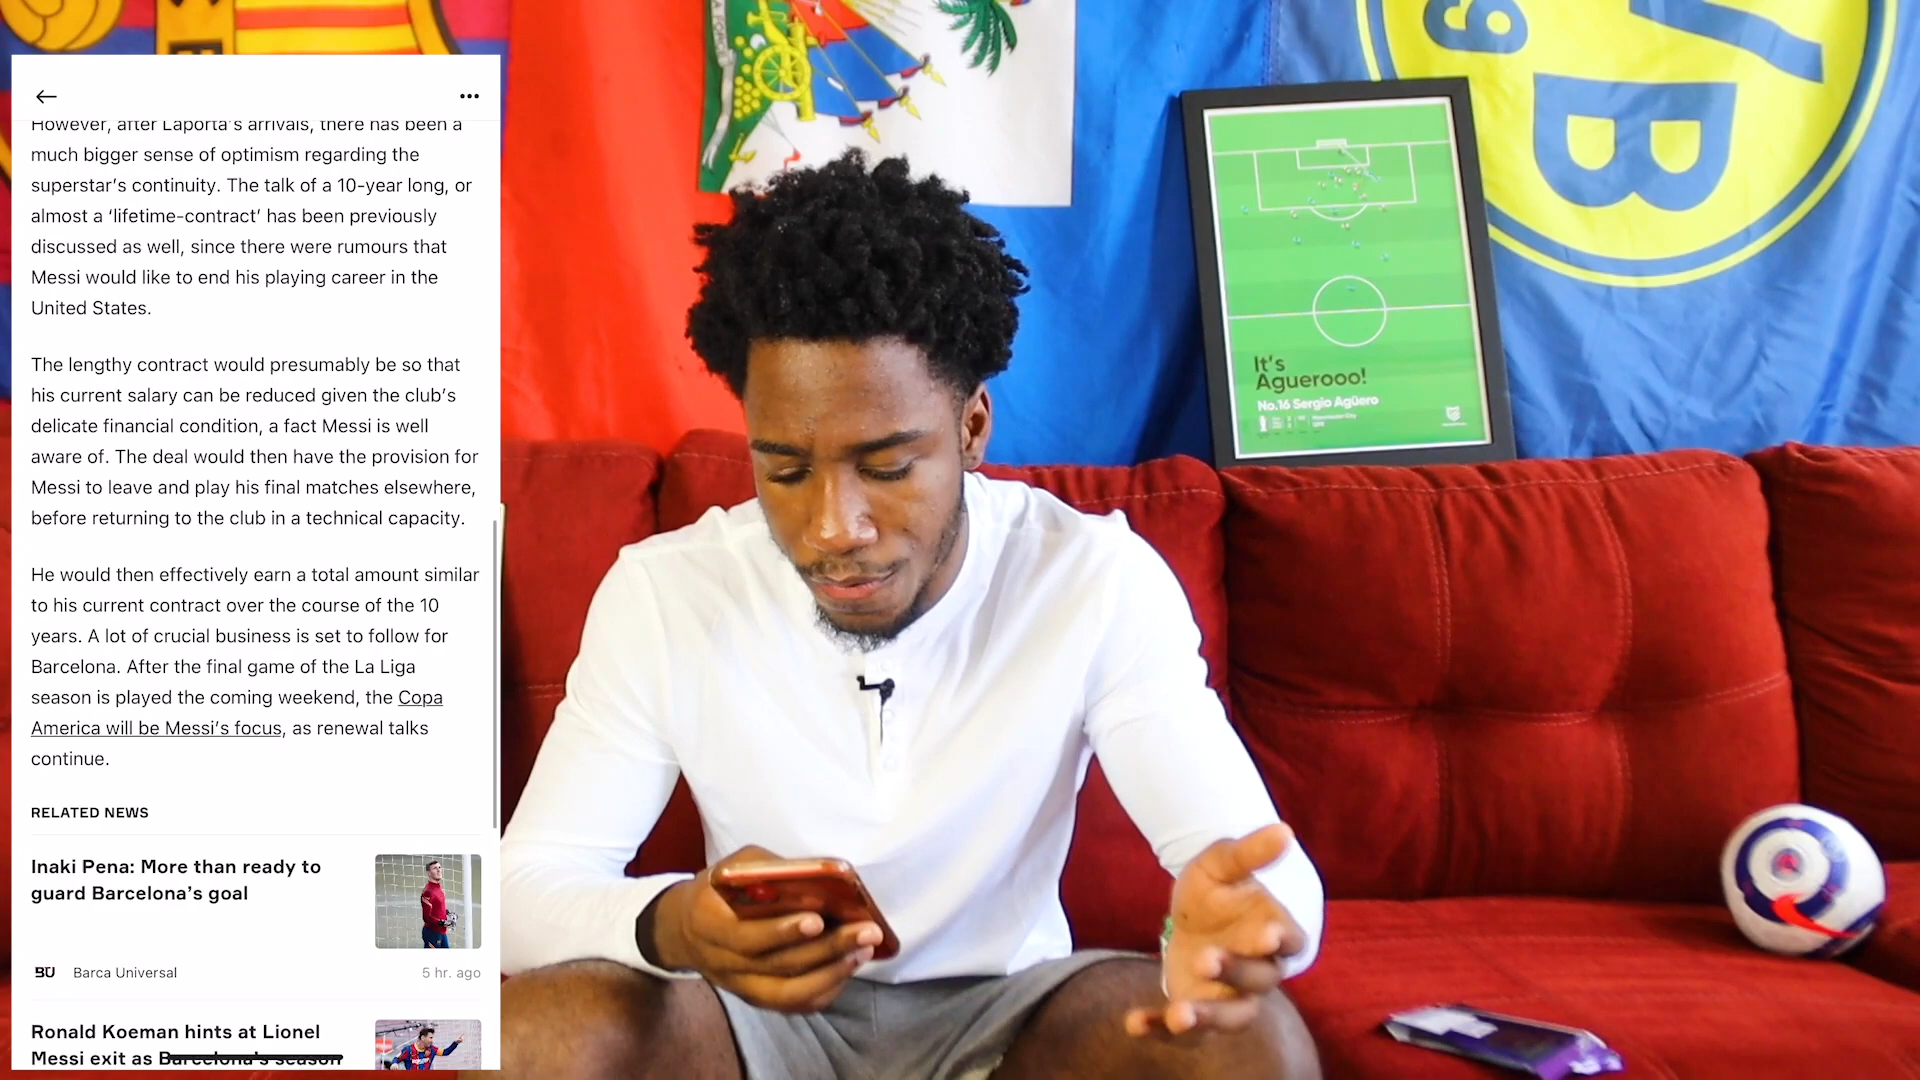 However, after Laporta's arrivals, there has been a
much bigger sense of optimism regarding the
superstar's continuity. The talk of a 10-year long, or
almost a ‘lifetime-contract’ has been previously
discussed as well, since there were rumours that
Messi would like to end his playing career in the
United States.
The lengthy contract would presumably be so that
his current salary can be reduced given the club's
delicate financial condition, a fact Messi is well
aware of. The deal would then have the provision for
Messi to leave and play his final matches elsewhere,
before returning to the club in a technical capacity.
He would then effectively earn a total amount similar
to his current contract over the course of the 10
years. A lot of crucial business is set to follow for
Barcelona. After the final game of the La Liga
season is played the coming weekend, the Copa
America will be Messi's focus, as renewal talks
continue.
RELATED NEWS
Inaki Pena: More than ready to
guard Barcelona's goal
BU Barca Universal 5 hr. ago
Ronald Koeman hints at Lionel
Messi exit as Barcelona's season
It's
Aguerooo!
No.16 Sergio Agüero
Manchester City
VB
09